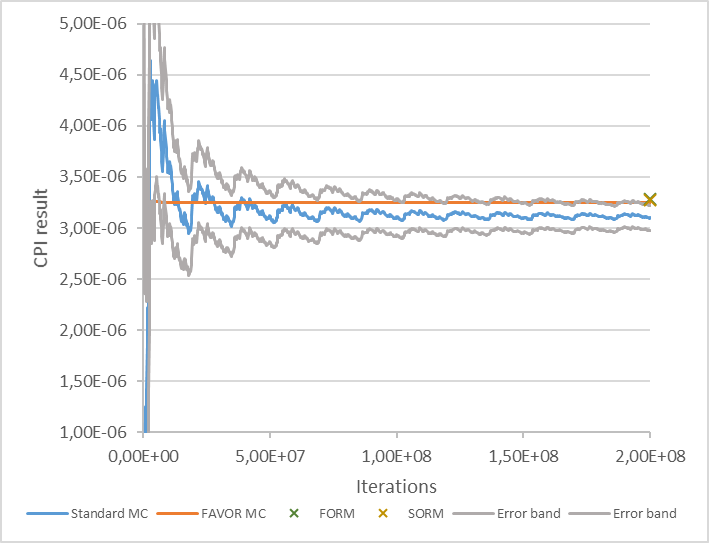 5,00E-06
4,50E-06
4,00E-06
3,50E-06
3,00E-06
2,50E-06
2,00E-06
1,50E-06
1,00E-06
CPI result
0,00E+00 5,00E+07 1,00E+08 1,50E+08 2,00E+08
Iterations
Standard MC FAVOR MC FORM SORM Error band Error band